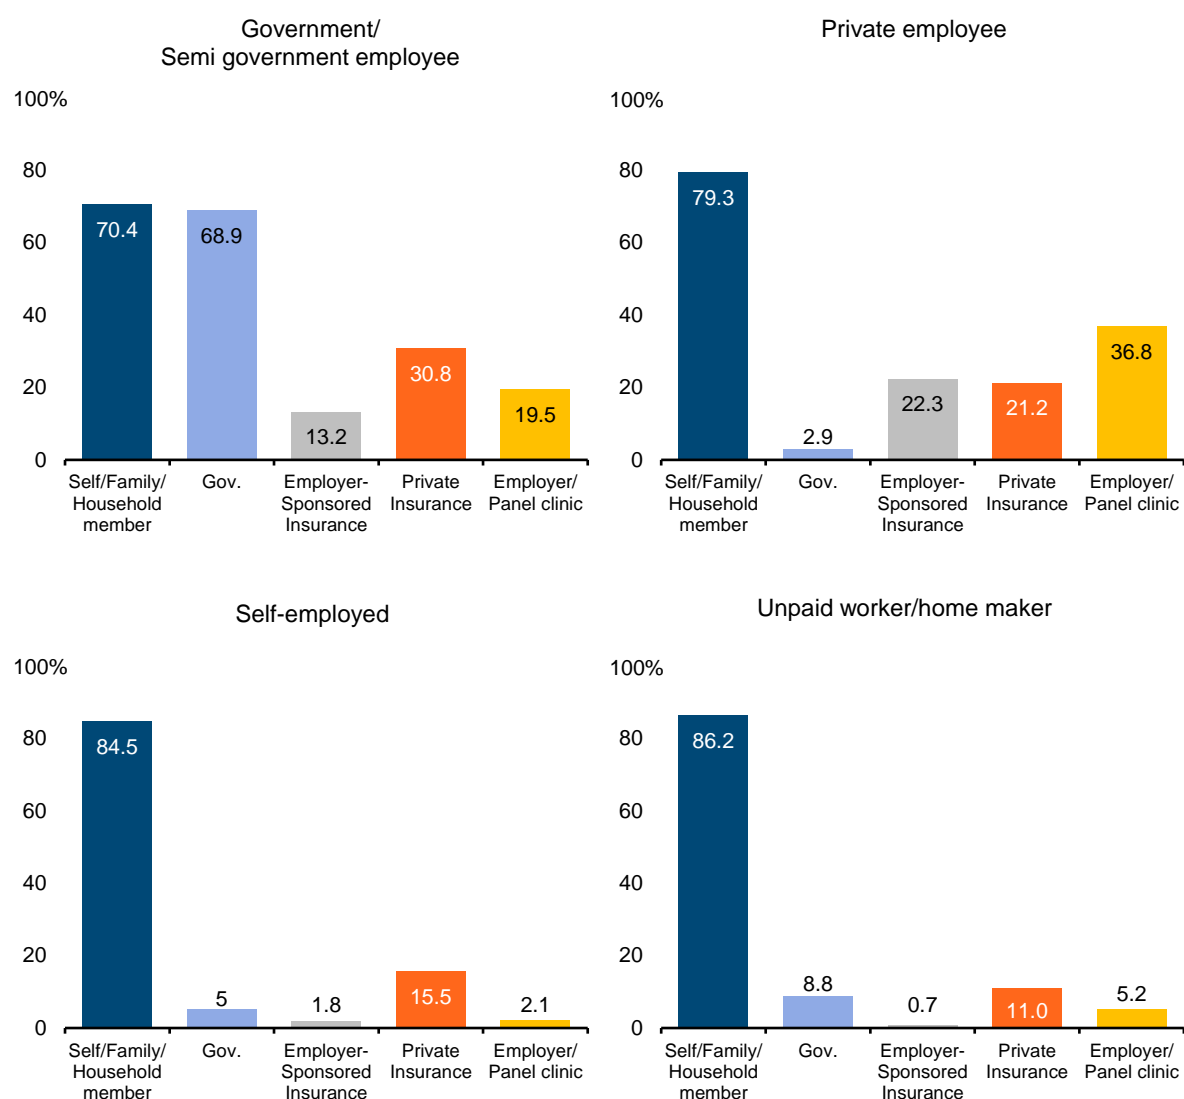 Government/
Semi government employee
100%
80
60
40
20
0
70.4
68.9
13.2
30.8
19.5
Self/Family/
Household
member
Gov.
Employer-
Sponsored
Insurance
Private
Insurance
Employer/
Panel clinic
Private employee
100%
80
60
40
20
0
79.3
2.9
22.3
21.2
36.8
Self/Family/
Household
member
Gov.
Employer-
Sponsored
Insurance
Private
Insurance
Employer/
Panel clinic
Self-employed
100%
80
60
40
20
0
84.5
5
1.8
15.5
2.1
Self/Family/
Household
member
Gov.
Employer-
Sponsored
Insurance
Private
Insurance
Employer/
Panel clinic
Unpaid worker/home maker
100%
80
60
40
20
0
86.2
8.8
0.7
11.0
5.2
Self/Family/
Household
member
Gov.
Employer-
Sponsored
Insurance
Private
Insurance
Employer/
Panel clinic